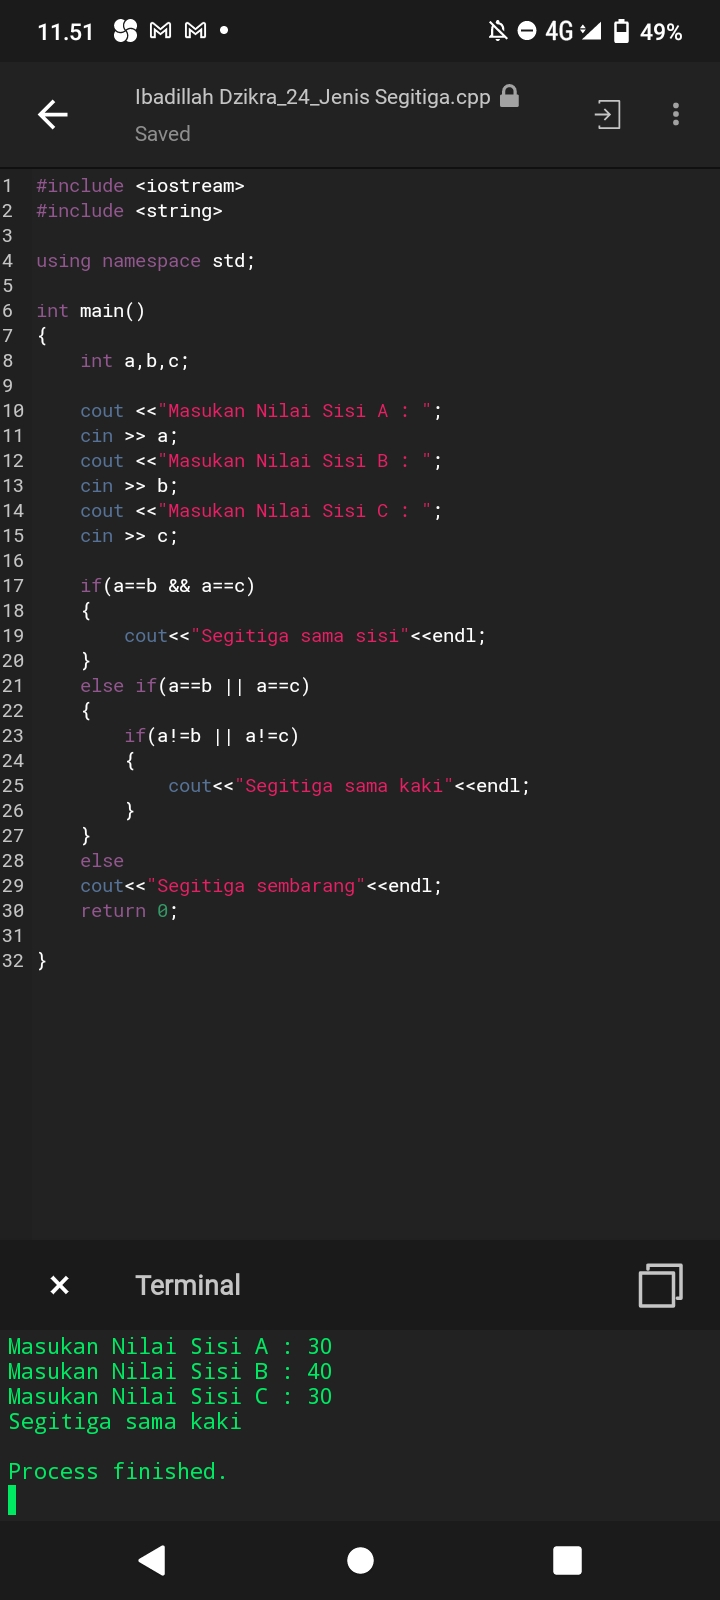 11.51 4G 49%
Ibadillah Dzikra_24_Jenis Segitiga.cpp
Saved
1 #include <iostream>
2 #include <string>
3
4 using namespace std;
5
6 int main()
7 {
8     int a,b,c;
9
10     cout <<"Masukan Nilai Sisi A : ";
11     cin >> a;
12     cout <<"Masukan Nilai Sisi B : ";
13     cin >> b;
14     cout <<"Masukan Nilai Sisi C : ";
15     cin >> c;
16
17     if(a==b && a==c)
18     {
19         cout<<"Segitiga sama sisi"<<endl;
20     }
21     else if(a==b || a==c)
22     {
23         if(a!=b || a!=c)
24         {
25             cout<<"Segitiga sama kaki"<<endl;
26         }
27     }
28     else
29     cout<<"Segitiga sembarang"<<endl;
30     return 0;
31
32 }
Terminal
Masukan Nilai Sisi A : 30
Masukan Nilai Sisi B : 40
Masukan Nilai Sisi C : 30
Segitiga sama kaki
Process finished.